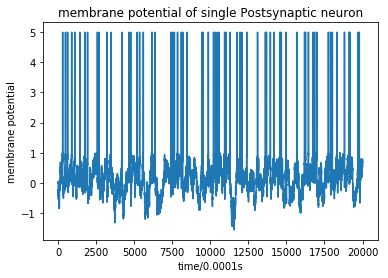 membrane potential of single Postsynaptic neuron
5
4
3
2
1
0
−1
membrane potential
0 2500 5000 7500 10000 12500 15000 17500 20000
time/0.0001s